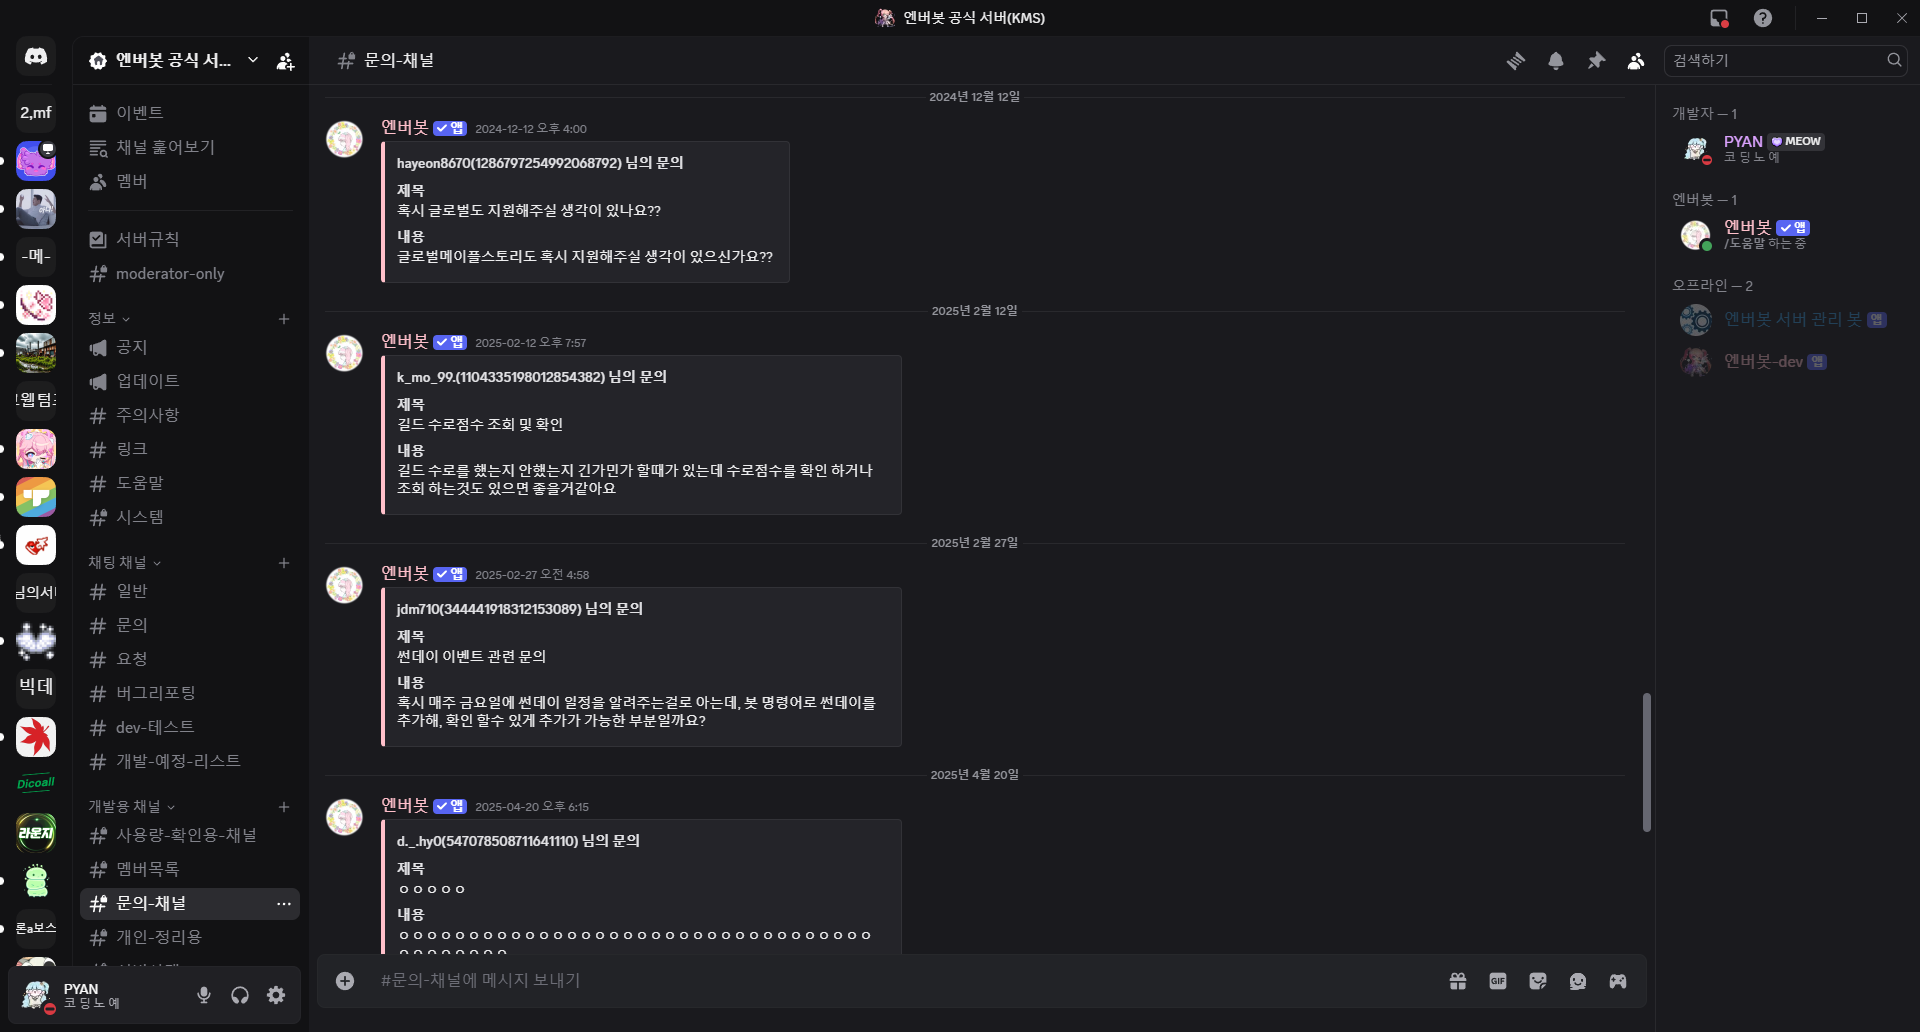 엔버봇 공식 서버(KMS)
2,mf
-메-
님의서
빅데
Dicoall
라운지
론a보스
엔버봇 공식 서...
이벤트
채널 훑어보기
멤버
서버규칙
moderator-only
정보
공지
업데이트
주의사항
링크
도움말
시스템
채팅 채널
일반
문의
요청
버그리포팅
dev-테스트
개발-예정-리스트
개발용 채널
사용량-확인용-채널
멤버목록
문의-채널
개인-정리용
PYAN
코 딩 노 예
문의-채널
검색하기
2024년 12월 12일
엔버봇 앱 2024-12-12 오후 4:00
hayeon8670(1286797254992068792) 님의 문의
제목
혹시 글로벌도 지원해주실 생각이 있나요??
내용
글로벌메이플스토리도 혹시 지원해주실 생각이 있으신가요??
2025년 2월 12일
엔버봇 앱 2025-02-12 오후 7:57
k_mo_99.(1104335198012854382) 님의 문의
제목
길드 수로점수 조회 및 확인
내용
길드 수로를 했는지 안했는지 긴가민가 할때가 있는데 수로점수를 확인 하거나
조회 하는것도 있으면 좋을거같아요
2025년 2월 27일
엔버봇 앱 2025-02-27 오전 4:58
jdm710(344441918312153089) 님의 문의
제목
썬데이 이벤트 관련 문의
내용
혹시 매주 금요일에 썬데이 일정을 알려주는걸로 아는데, 봇 명령어로 썬데이를
추가해, 확인 할수 있게 추가가 가능한 부분일까요?
2025년 4월 20일
엔버봇 앱 2025-04-20 오후 6:15
d._.hy0(547078508711641110) 님의 문의
제목
ㅇㅇㅇㅇㅇ
내용
ㅇㅇㅇㅇㅇㅇㅇㅇㅇㅇㅇㅇㅇㅇㅇㅇㅇㅇㅇㅇㅇㅇㅇㅇㅇㅇㅇㅇㅇㅇㅇㅇㅇㅇ
ㅇㅇㅇㅇㅇㅇㅇㅇ
#문의-채널에 메시지 보내기
GIF
개발자 — 1
PYAN MEOW
코 딩 노 예
엔버봇 — 1
엔버봇 앱
/도움말 하는 중
오프라인 — 2
엔버봇 서버 관리 봇 앱
엔버봇-dev 앱